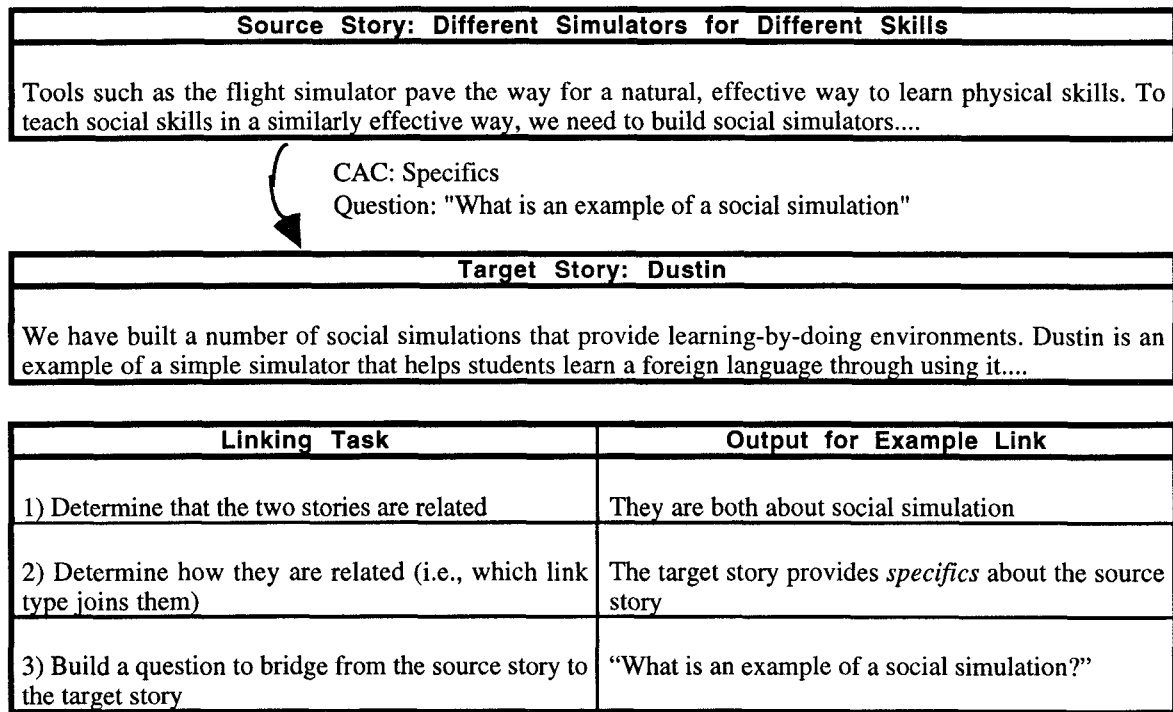 Source Story: Different Simulators for Different Skills
Tools such as the flight simulator pave the way for a natural, effective way to learn physical skills. To
teach social skills in a similarly effective way, we need to build social simulators....
CAC: Specifics
Question: "What is an example of a social simulation"
Target Story: Dustin
We have built a number of social simulations that provide learning-by-doing environments. Dustin is an
example of a simple simulator that helps students learn a foreign language through using it....
Linking Task
Output for Example Link
1) Determine that the two stories are related
They are both about social simulation
2) Determine how they are related (i.e., which link
type joins them)
The target story provides specifics about the source
story
3) Build a question to bridge from the source story to
the target story
“What is an example of a social simulation?”